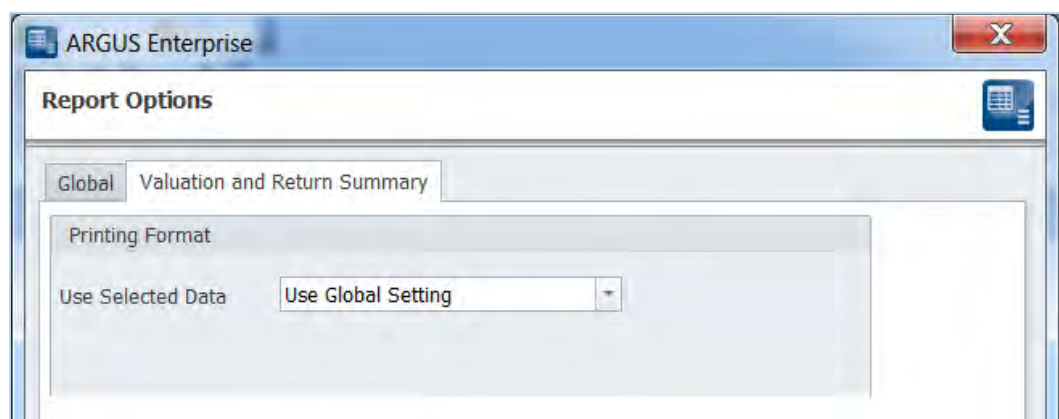 ARGUS Enterprise
Report Options
Global Valuation and Return Summary
Printing Format
Use Selected Data Use Global Setting